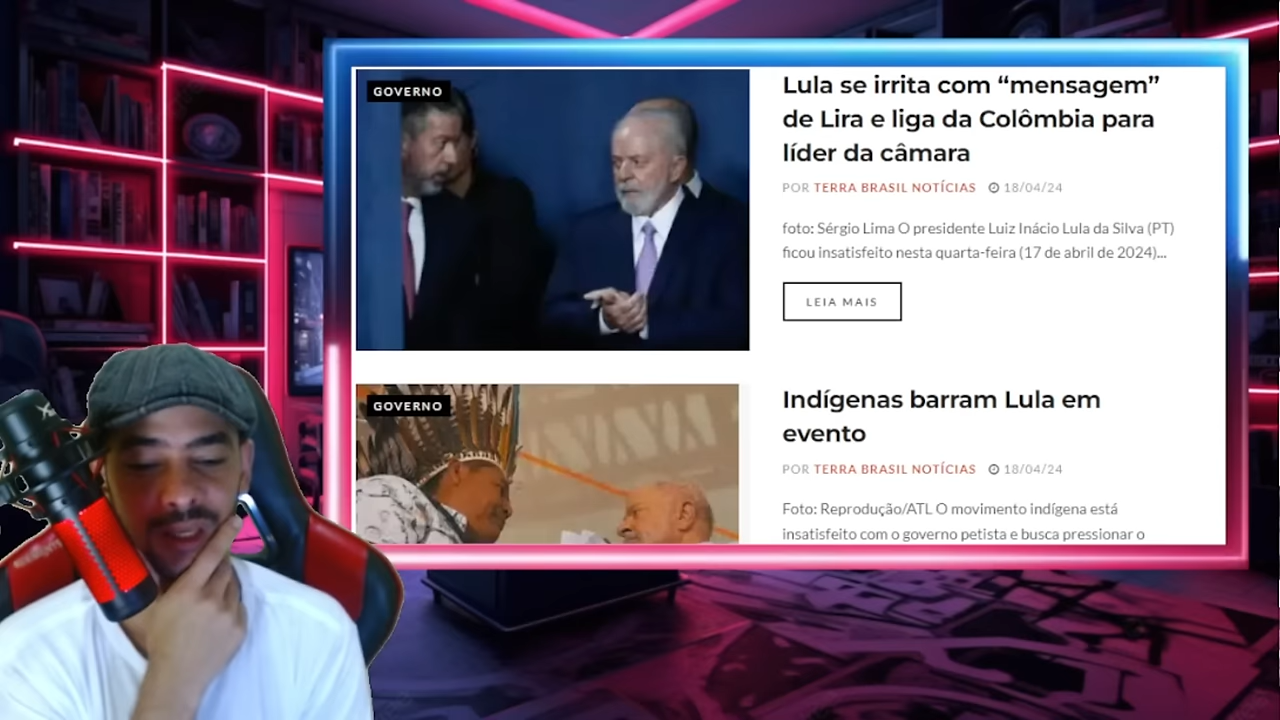 GOVERNO
Lula se irrita com “mensagem”
de Lira e liga da Colômbia para
líder da câmara
POR TERRA BRASIL NOTÍCIAS 18/04/24
foto: Sérgio Lima O presidente Luiz Inácio Lula da Silva (PT)
ficou insatisfeito nesta quarta-feira (17 de abril de 2024)...
LEIA MAIS
GOVERNO
Indígenas barram Lula em
evento
POR TERRA BRASIL NOTÍCIAS 18/04/24
Foto: Reprodução/ATL O movimento indígena está
insatisfeito com o governo petista e busca pressionar o